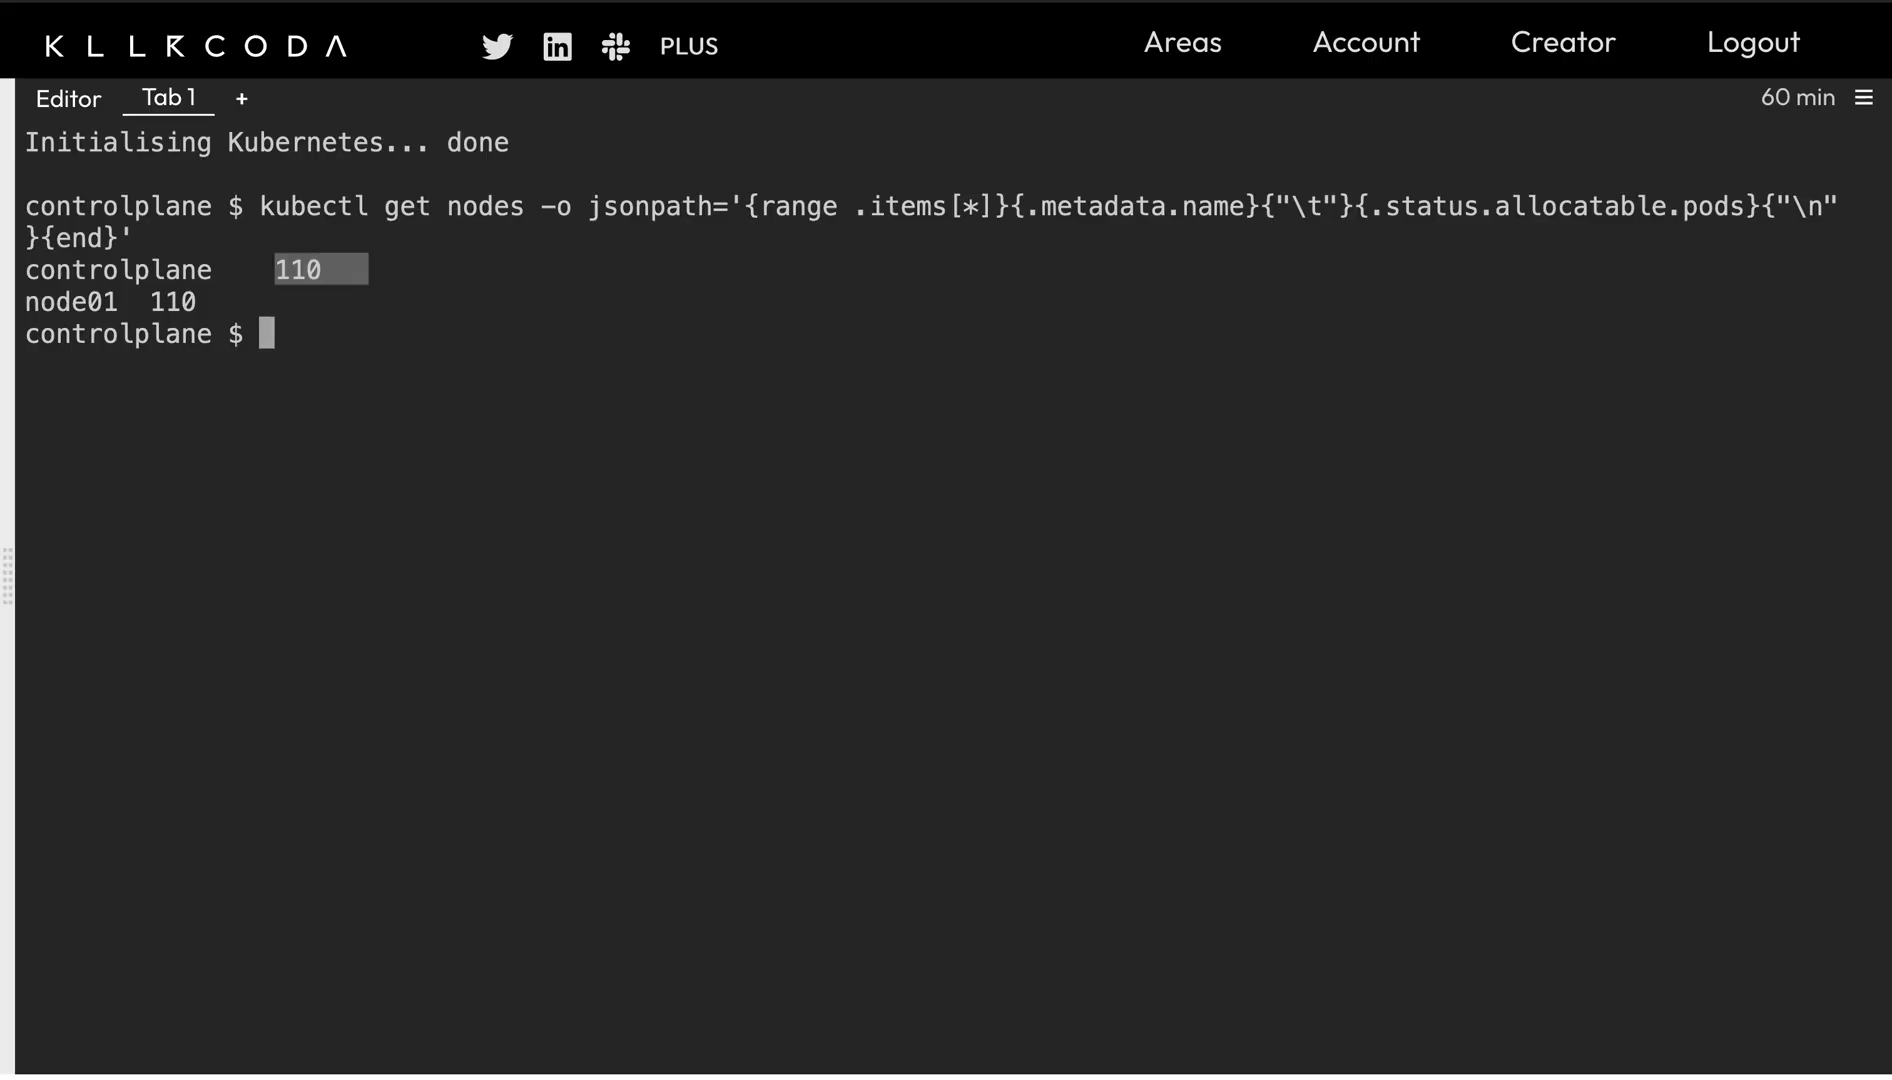 KLLRCODA PLUS Areas Account Creator Logout
Editor Tab 1 + 60 min
Initialising Kubernetes... done
controlplane $ kubectl get nodes -o jsonpath='{range .items[*]}{.metadata.name}{"\t"}{.status.allocatable.pods}{"\n"
}{end}'
controlplane 110
node01 110
controlplane $